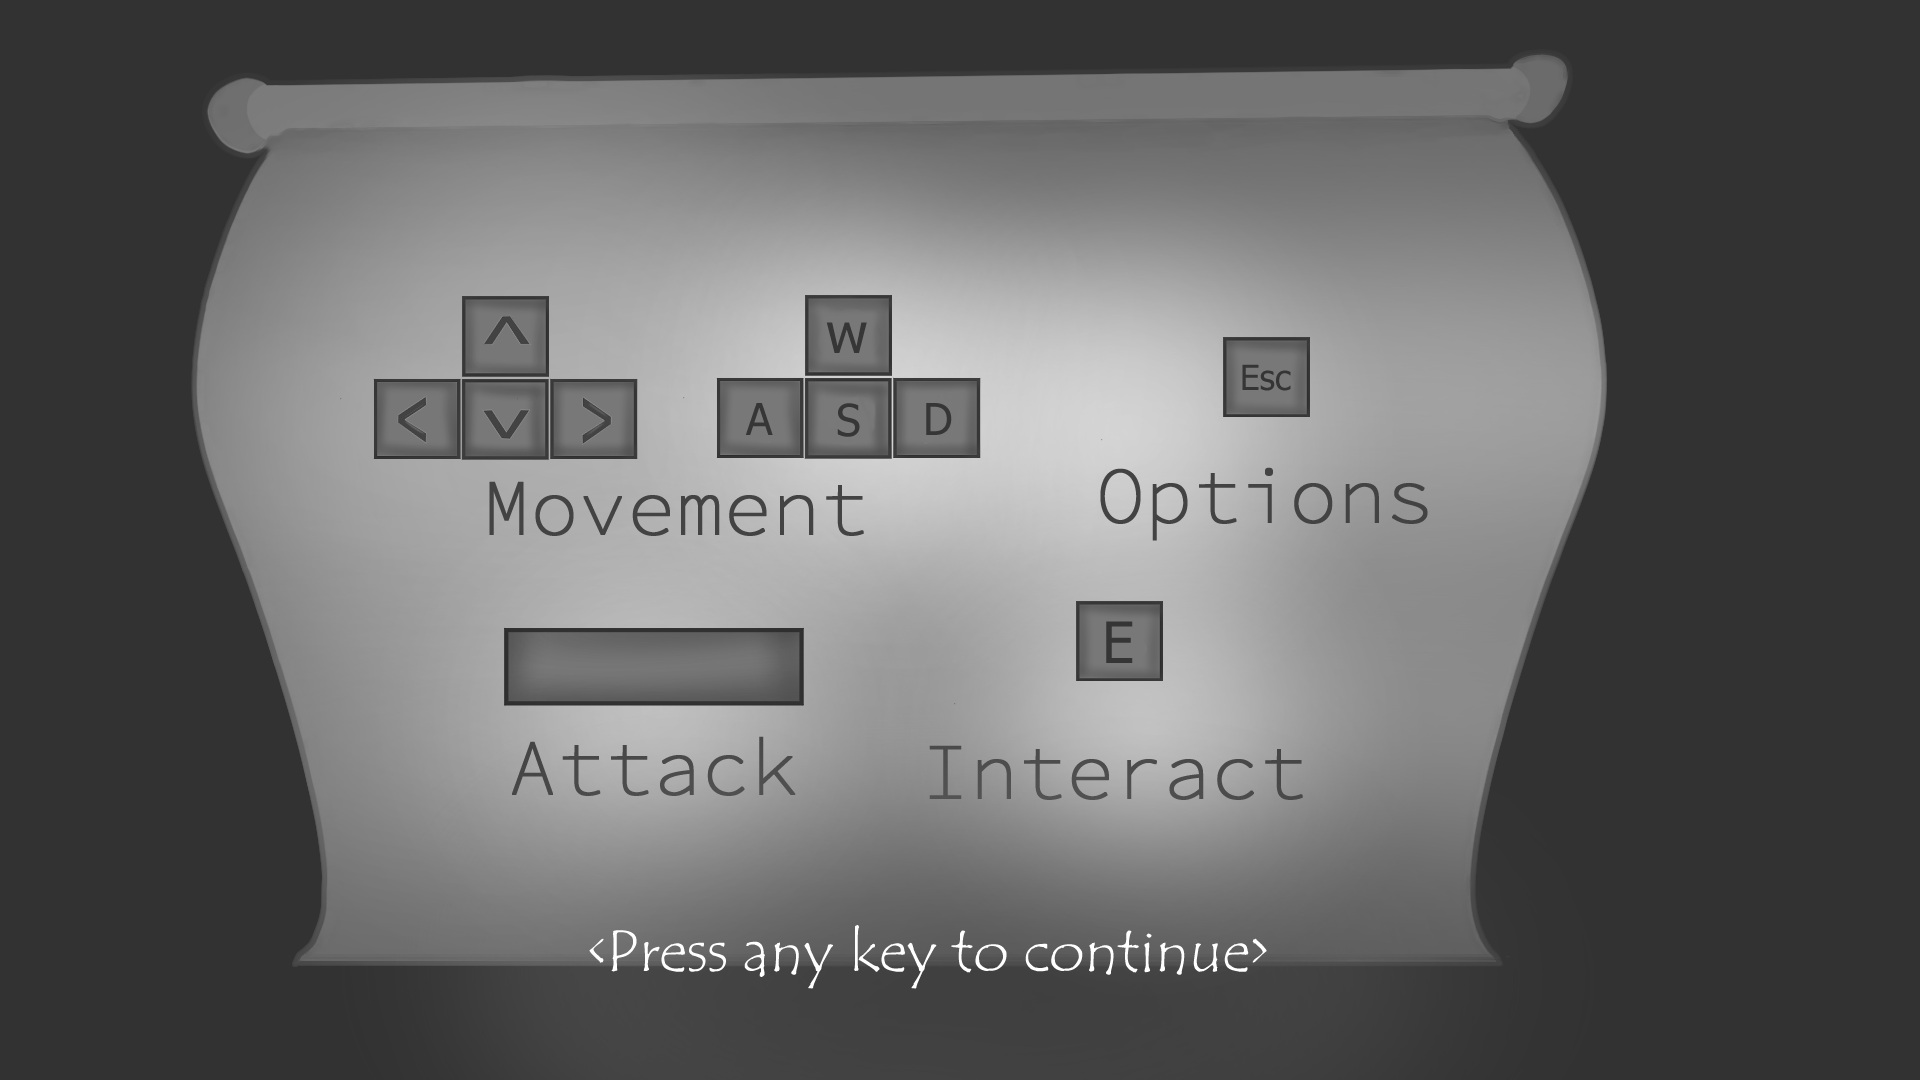 ^
< v >
W
A S D
Esc
Movement
Options
E
Attack
Interact
<Press any key to continue>